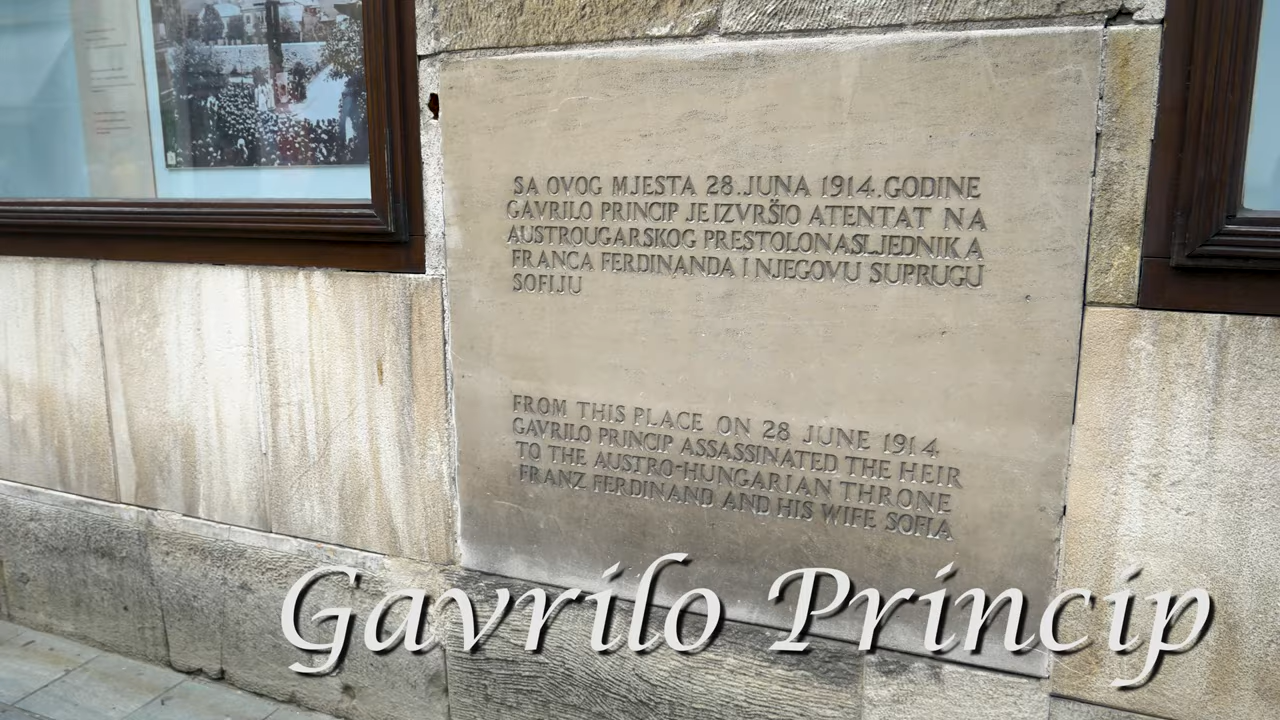 SA OVOG MJESTA 28. JUNA 1914. GODINE
GAVRILO PRINCIP JE IZVRŠIO ATENTAT NA
AUSTROUGARSKOG PRESTOLONASLJEDNIKA
FRANCA FERDINANDA I NJEGOVU SUPRUGU
SOFIJU
FROM THIS PLACE ON 28 JUNE 1914.
GAVRILO PRINCIP ASSASSINATED THE HEIR
TO THE AUSTRO-HUNGARIAN THRONE
FRANZ FERDINAND AND HIS WIFE SOFIA
Gavrilo Princip